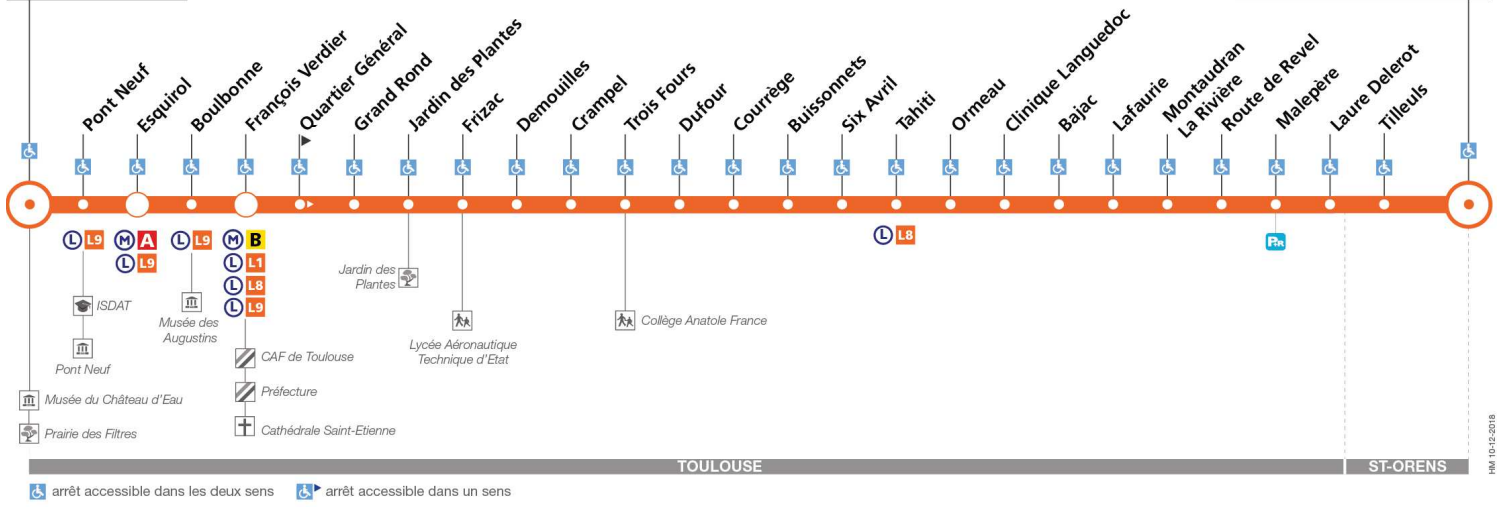 Pont Neuf
Esquirol
Boulbonne
François Verdier
Quartier Général
Grand Rond
Jardin des Plantes
Frizac
Demouilles
Crampel
Trois Fours
Dufour
Courrège
Buissonnets
Six Avril
Tahiti
Ormeau
Clinique Languedoc
Bajac
Lafaurie
Montaudran
La Rivière
Route de Revel
Malepère
Laure Delerot
Tilleuls
L L9
M A
L L9
L L9
M B
L L1
L L8
L L9
L L8
P+R
ISDAT
Pont Neuf
Musée du Château d'Eau
Prairie des Filtres
Musée des
Augustins
CAF de Toulouse
Préfecture
Cathédrale Saint-Etienne
Jardin des
Plantes
Lycée Aéronautique
Technique d'Etat
Collège Anatole France
TOULOUSE
ST-ORENS
arrêt accessible dans les deux sens
arrêt accessible dans un sens
HM 10-12-2018